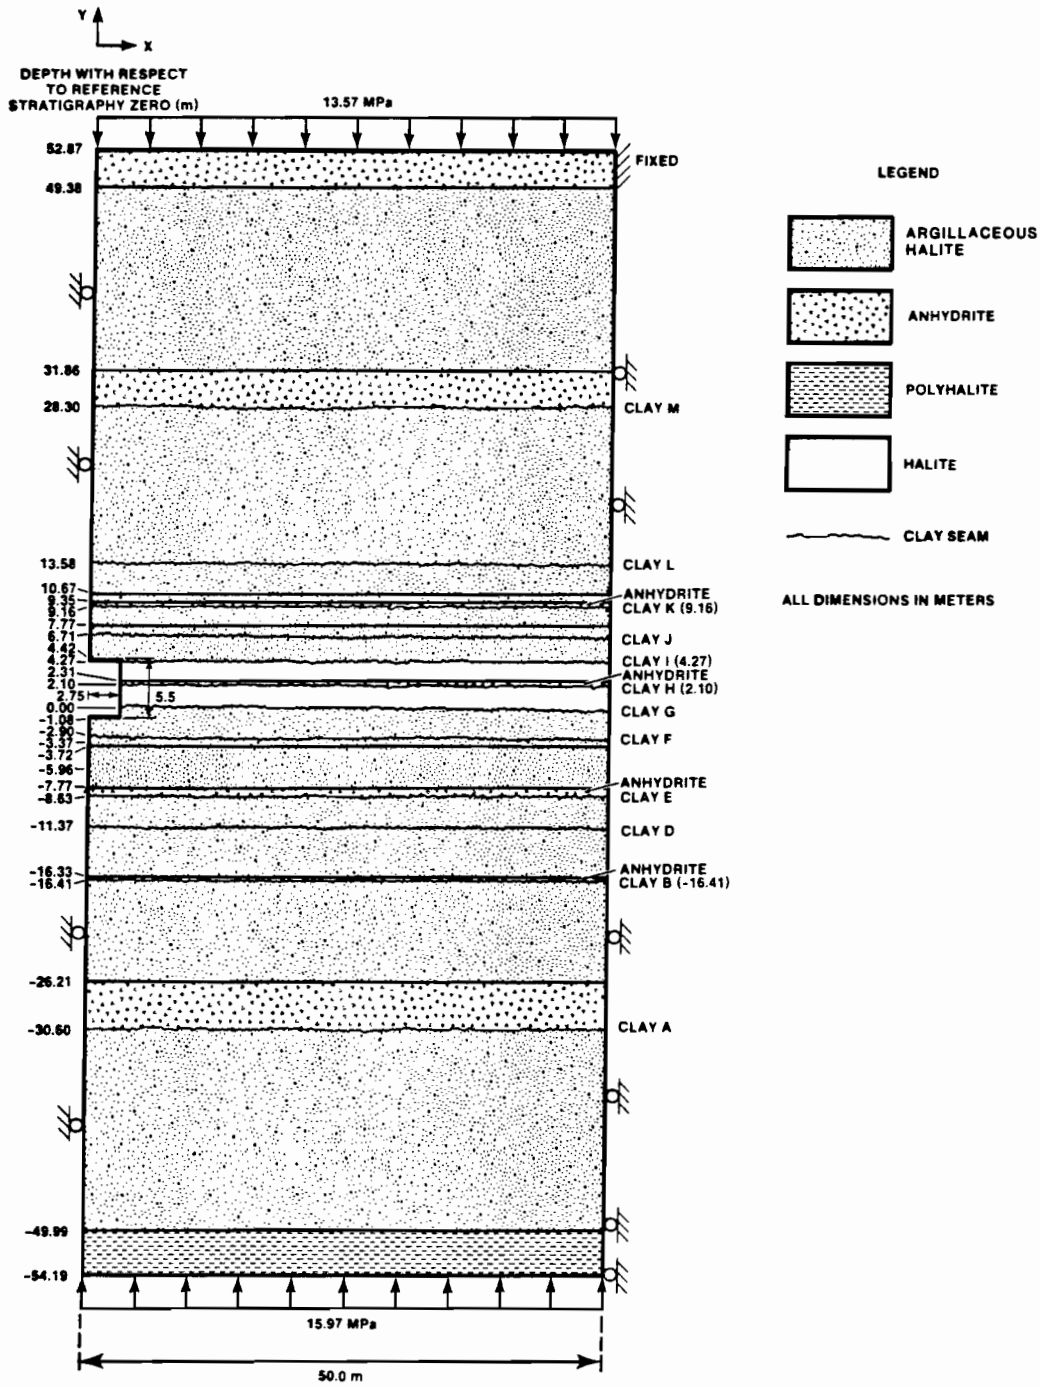 Y
X
DEPTH WITH RESPECT
TO REFERENCE
STRATIGRAPHY ZERO (m)
13.57 MPa
52.87
FIXED
49.38
31.86
28.30
CLAY M
13.58
CLAY L
10.67
ANHYDRITE
9.35
9.16
CLAY K (9.16)
7.77
6.71
CLAY J
4.42
4.27
CLAY I (4.27)
2.31
ANHYDRITE
2.10
CLAY H (2.10)
2.75
5.5
0.00
CLAY G
-1.08
-2.90
CLAY F
-3.37
-3.72
-5.96
-7.77
ANHYDRITE
-8.63
CLAY E
-11.37
CLAY D
-16.33
ANHYDRITE
-16.41
CLAY B (-16.41)
-26.21
-30.60
CLAY A
-49.99
-54.19
15.97 MPa
50.0 m
LEGEND
ARGILLACEOUS
HALITE
ANHYDRITE
POLYHALITE
HALITE
CLAY SEAM
ALL DIMENSIONS IN METERS